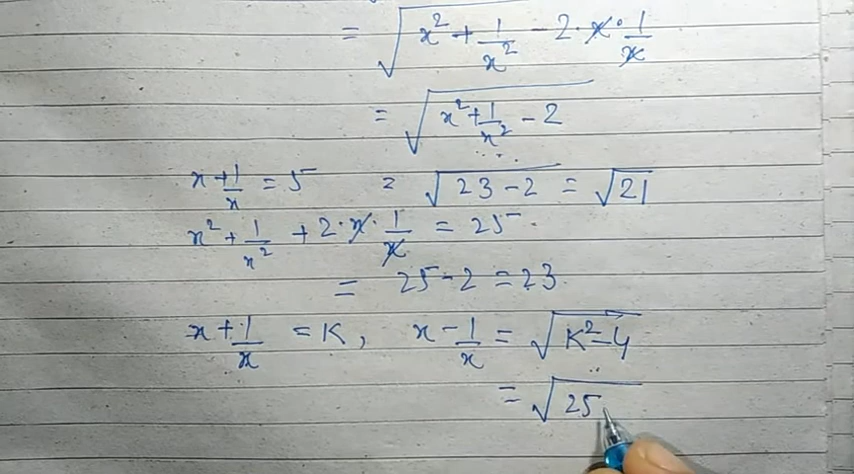 = √(x² + 1/x² - 2·x·1/x)
= √(x² + 1/x² - 2)
x + 1/x = 5 = √(23 - 2) = √21
x² + 1/x² + 2·x·1/x = 25
= 25 - 2 = 23
x + 1/x = K, x - 1/x = √(K² - 4)
= √25